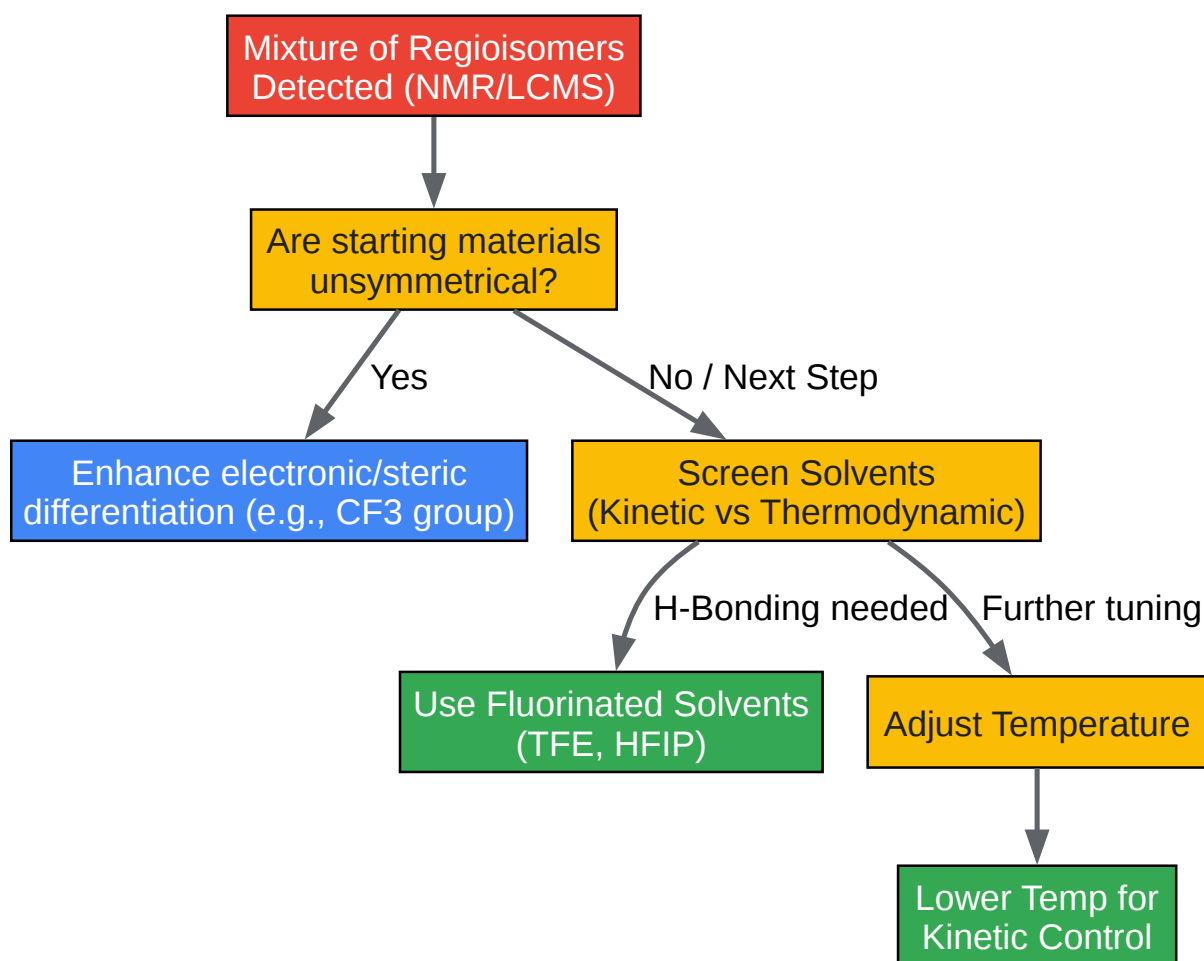 Mixture of Regioisomers
Detected (NMR/LCMS)
Are starting materials
unsymmetrical?
Yes
No / Next Step
Enhance electronic/steric
differentiation (e.g., CF3 group)
Screen Solvents
(Kinetic vs Thermodynamic)
H-Bonding needed
Further tuning
Use Fluorinated Solvents
(TFE, HFIP)
Adjust Temperature
Lower Temp for
Kinetic Control